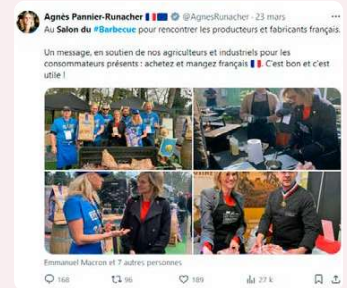 Agnès Pannier-Runacher @AgnesRunacher · 23 mars
Au Salon du #Barbecue pour rencontrer les producteurs et fabricants français.
Un message, en soutien de nos agriculteurs et industriels pour les
consommateurs présents : achetez et mangez français. C'est bon et c'est
utile !
Emmanuel Macron et 7 autres personnes
168 96 189 27 k